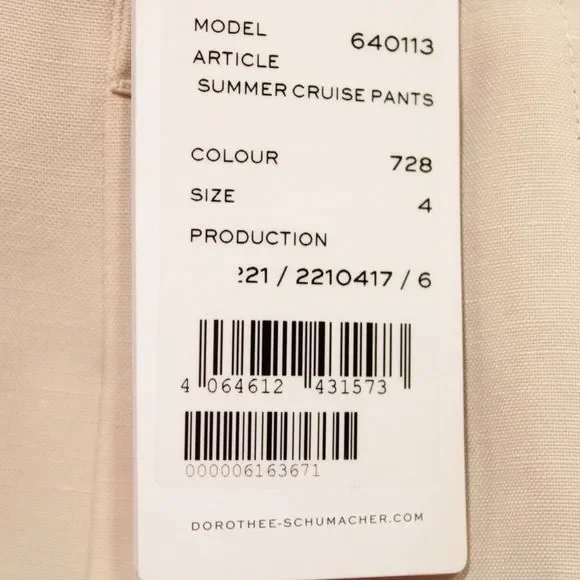 MODEL 640113
ARTICLE
SUMMER CRUISE PANTS
COLOUR 728
SIZE 4
PRODUCTION
221 / 2210417 / 6
4 064612 431573
000006163671
DOROTHEE-SCHUMACHER.COM